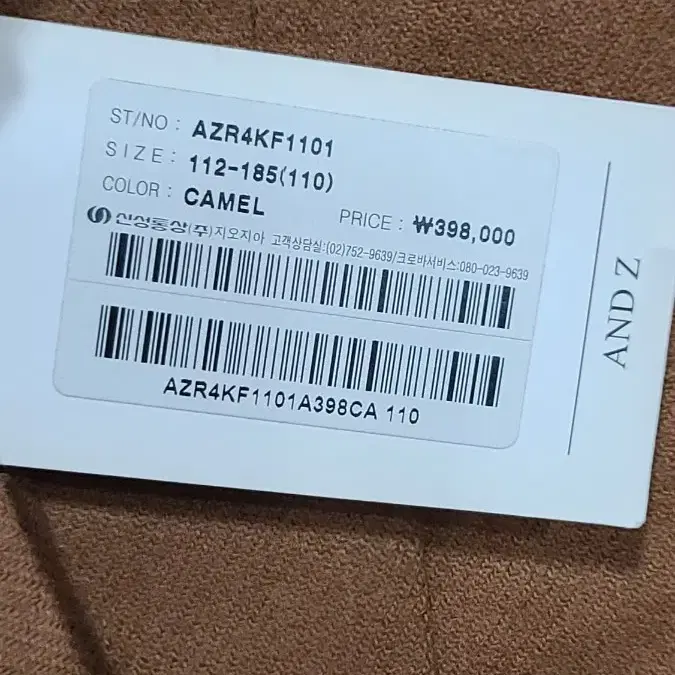 ST/NO : AZR4KF1101
SIZE : 112-185(110)
COLOR : CAMEL
PRICE : ₩398,000
신성통상(주)지오지아 고객상담실:(02)752-9639/크로바서비스:080-023-9639
AZR4KF1101A398CA 110
AND Z